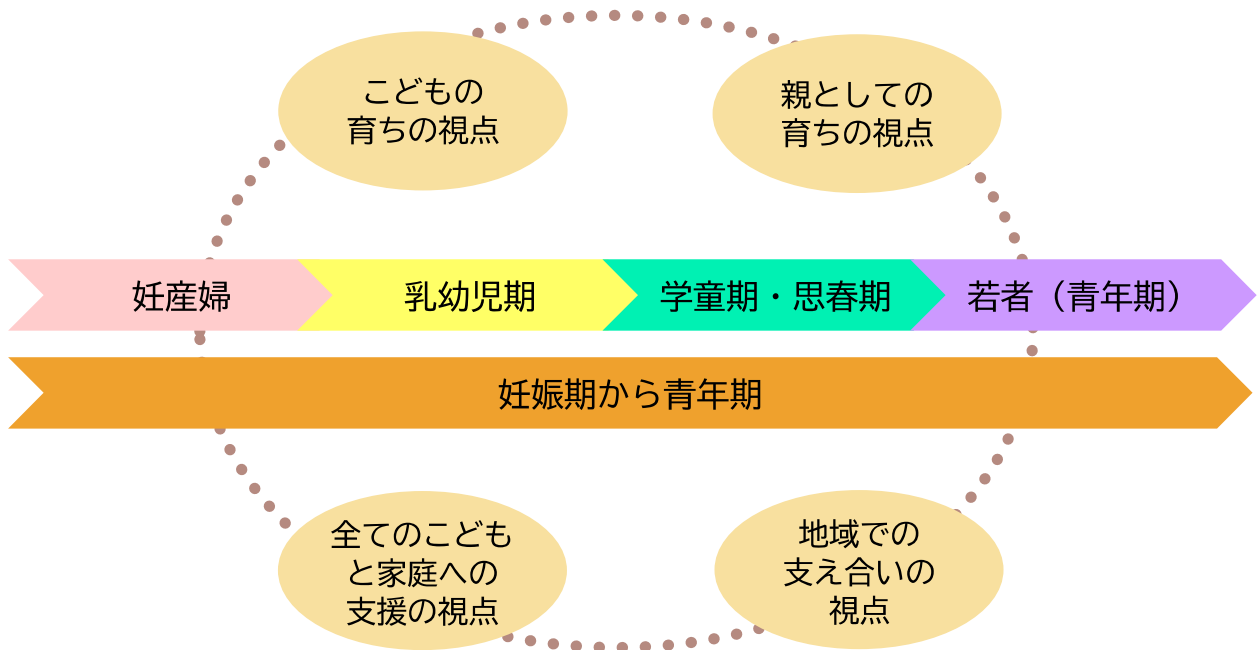 こどもの
育ちの視点
親としての
育ちの視点
妊産婦
乳幼児期
学童期・思春期
若者（青年期）
妊娠期から青年期
全てのこども
と家庭への
支援の視点
地域での
支え合いの
視点